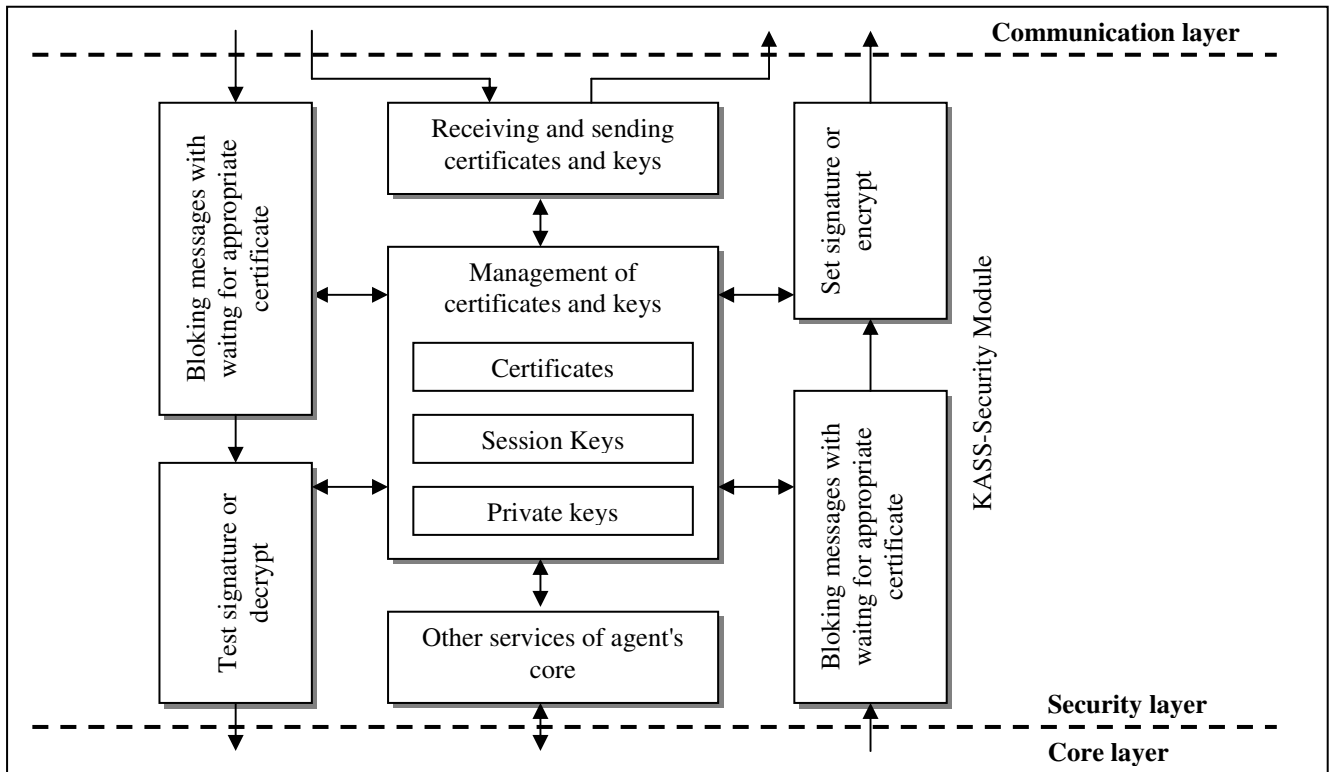 Communication layer
Bloking messages with
waitng for appropriate
certificate
Receiving and sending
certificates and keys
Set signature or
encrypt
Management of
certificates and keys
Certificates
Session Keys
Private keys
KASS-Security Module
Test signature or
decrypt
Other services of agent's
core
Bloking messages with
waitng for appropriate
certificate
Security layer
Core layer